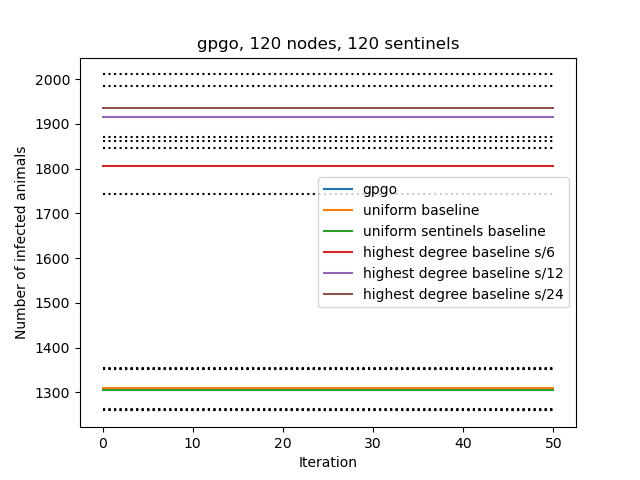 gpgo, 120 nodes, 120 sentinels
2000
1900
1800
1700
1600
1500
1400
1300
Number of infected animals
gpgo
uniform baseline
uniform sentinels baseline
highest degree baseline s/6
highest degree baseline s/12
highest degree baseline s/24
0 10 20 30 40 50
Iteration